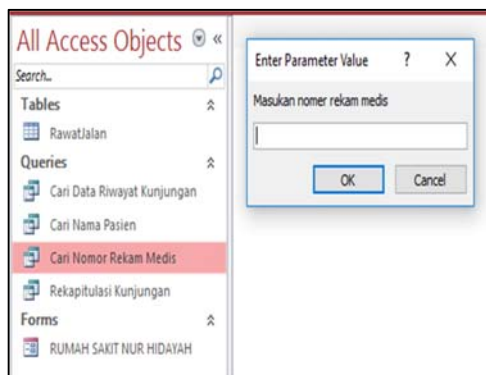 All Access Objects
Search...
Tables
RawatJalan
Queries
Cari Data Riwayat Kunjungan
Cari Nama Pasien
Cari Nomor Rekam Medis
Rekapitulasi Kunjungan
Forms
RUMAH SAKIT NUR HIDAYAH
Enter Parameter Value ? X
Masukan nomer rekam medis
OK Cancel